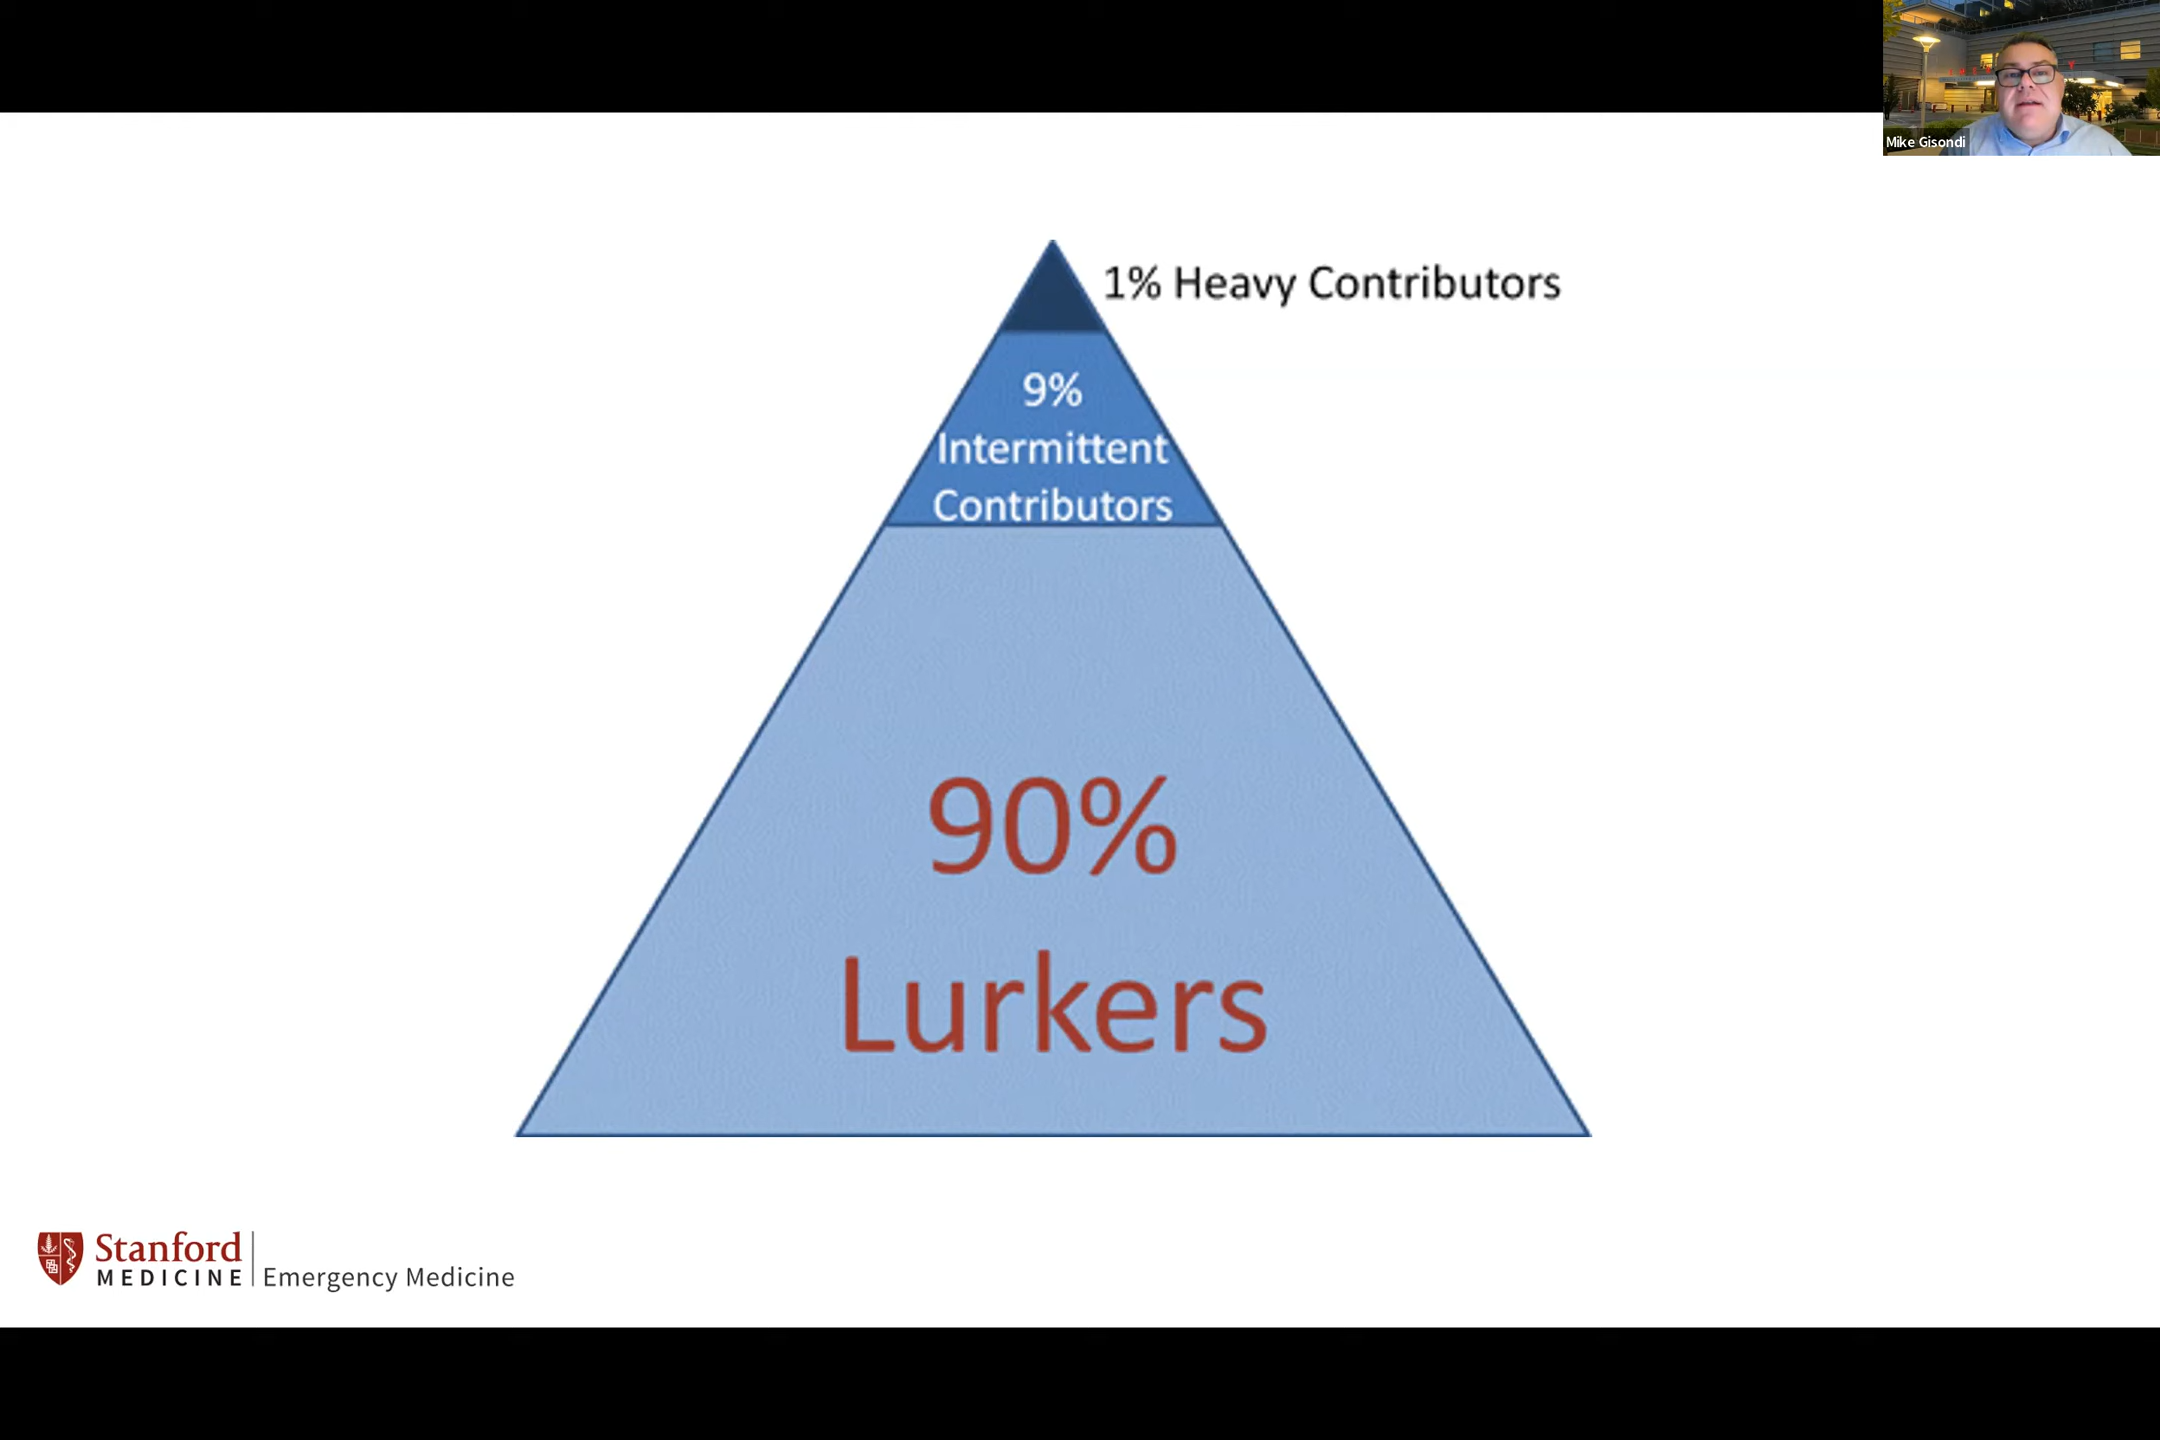 Mike Gisondi
1% Heavy Contributors
9%
Intermittent
Contributors
90%
Lurkers
Stanford
MEDICINE
Emergency Medicine